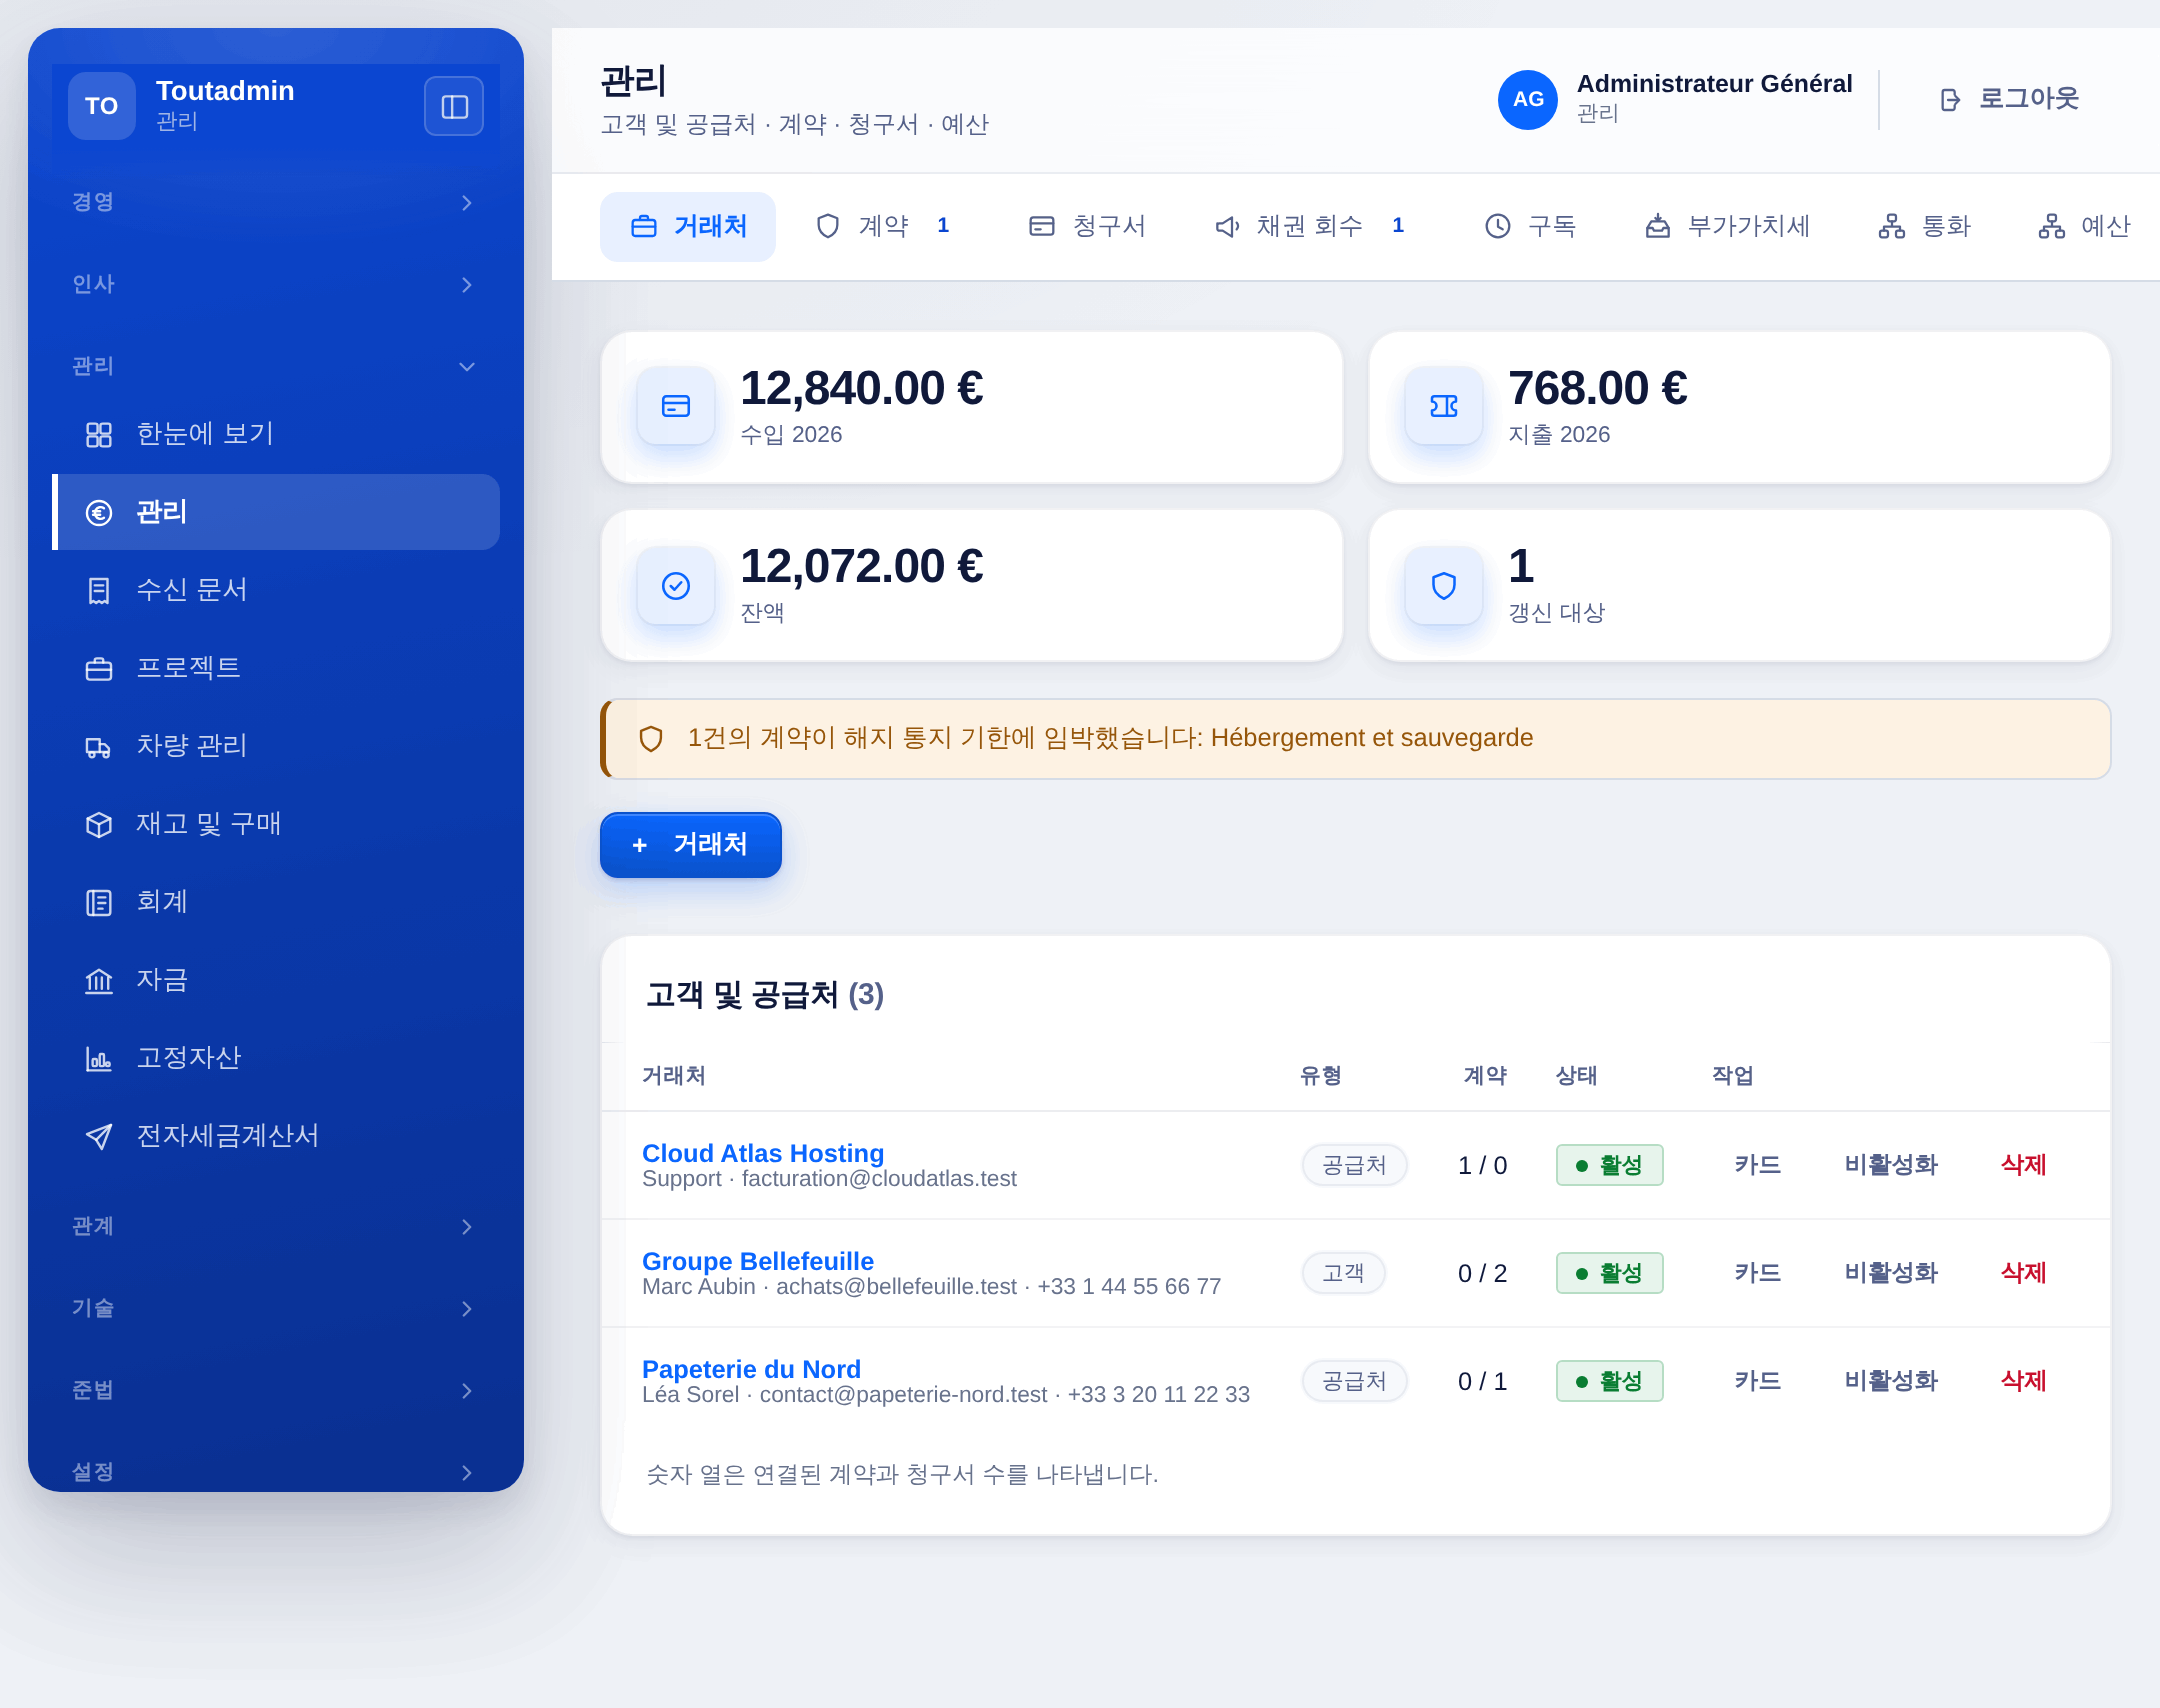 TO
Toutadmin
관리
경영
인사
관리
한눈에 보기
관리
수신 문서
프로젝트
차량 관리
재고 및 구매
회계
자금
고정자산
전자세금계산서
관계
기술
준법
설정
관리
고객 및 공급처 · 계약 · 청구서 · 예산
AG
Administrateur Général
관리
로그아웃
거래처
계약 1
청구서
채권 회수 1
구독
부가가치세
통화
예산
12,840.00 €
수입 2026
768.00 €
지출 2026
12,072.00 €
잔액
1
갱신 대상
1건의 계약이 해지 통지 기한에 임박했습니다: Hébergement et sauvegarde
+ 거래처
고객 및 공급처 (3)
거래처 유형 계약 상태 작업
Cloud Atlas Hosting
Support · facturation@cloudatlas.test
공급처 1 / 0 활성 카드 비활성화 삭제
Groupe Bellefeuille
Marc Aubin · achats@bellefeuille.test · +33 1 44 55 66 77
고객 0 / 2 활성 카드 비활성화 삭제
Papeterie du Nord
Léa Sorel · contact@papeterie-nord.test · +33 3 20 11 22 33
공급처 0 / 1 활성 카드 비활성화 삭제
숫자 열은 연결된 계약과 청구서 수를 나타냅니다.